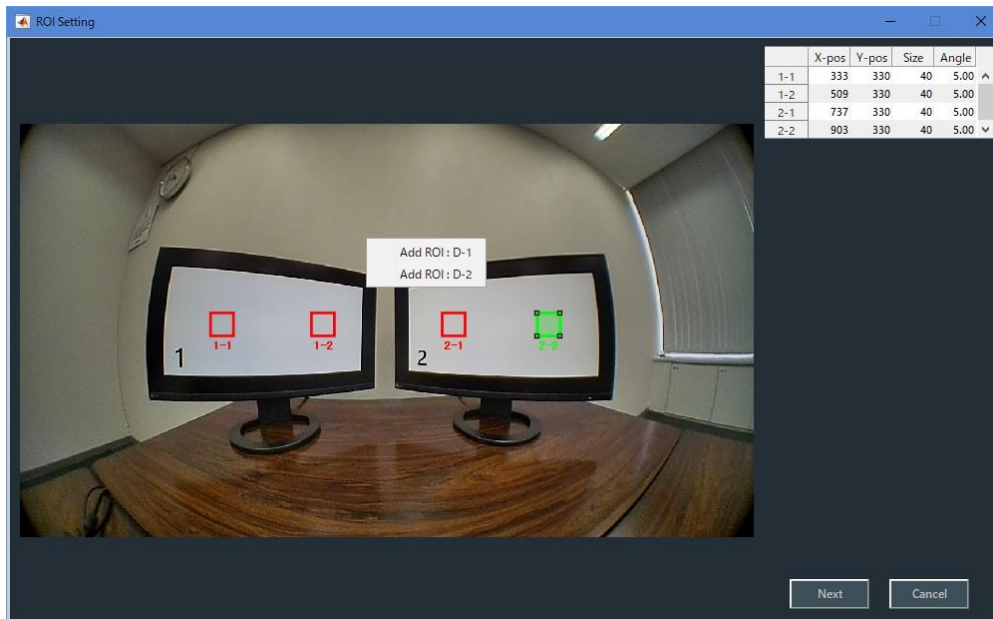 ROI Setting
X-pos Y-pos Size Angle
1-1 333 330 40 5.00
1-2 509 330 40 5.00
2-1 737 330 40 5.00
2-2 903 330 40 5.00
Add ROI : D-1
Add ROI : D-2
1-1 1-2 2-1 2-2
1 2
Next Cancel